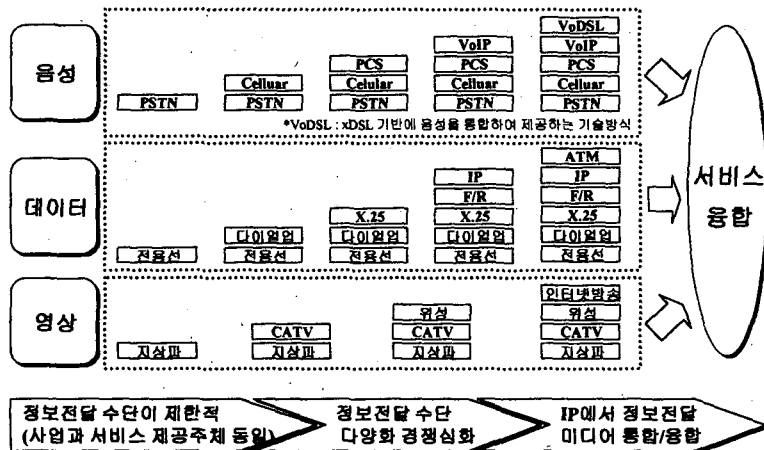 음성
VoDSL
VoIP VoIP
PCS PCS PCS
Celluar Celular Celluar Celluar
PSTN PSTN PSTN PSTN PSTN
*VoDSL : xDSL 기반에 음성을 통합하여 제공하는 기술방식
데이터
ATM
IP IP
F/R F/R
X.25 X.25 X.25
다이얼업 다이얼업 다이얼업 다이얼업
전용선 전용선 전용선 전용선 전용선
영상
인터넷방송
위성 위성
CATV CATV CATV
지상파 지상파 지상파 지상파
서비스
융합
정보전달 수단이 제한적
(사업과 서비스 제공주체 동일)
정보전달 수단
다양화 경쟁심화
IP에서 정보전달
미디어 통합/융합